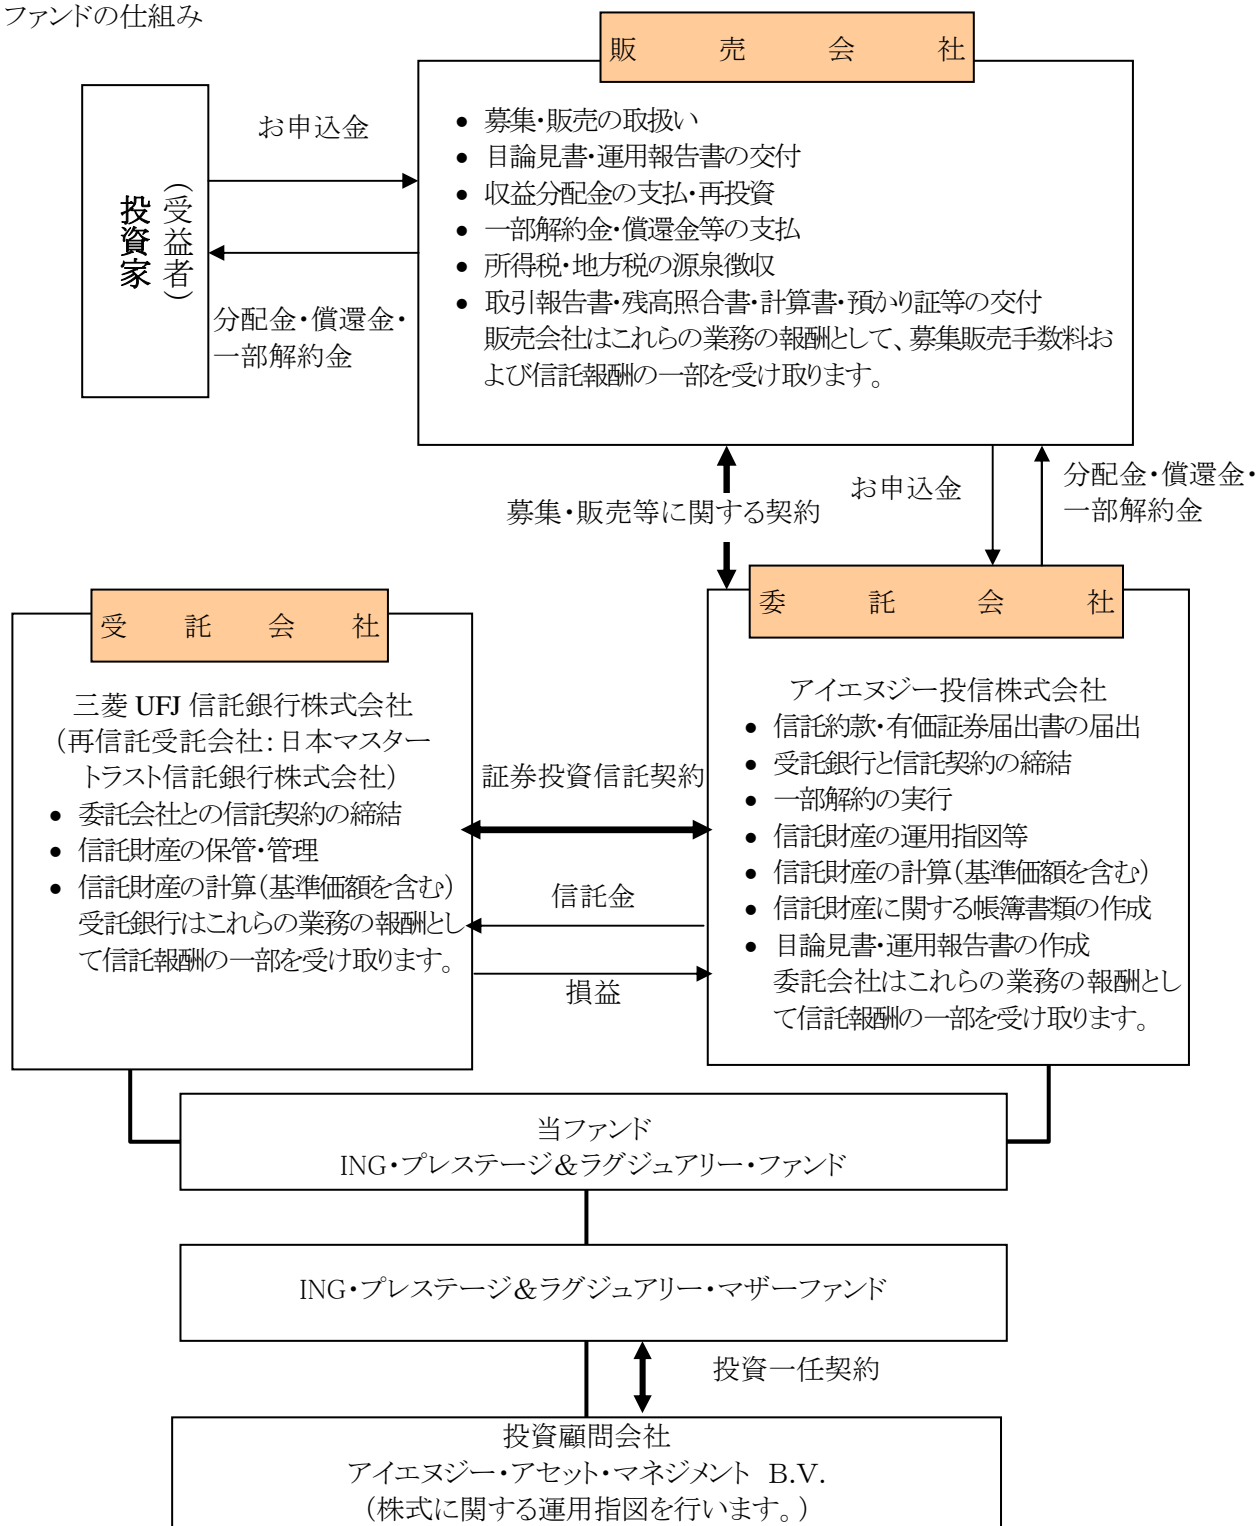 ファンドの仕組み
販売会社
投資家
（受益者）
お申込金
分配金・償還金・
一部解約金
● 募集・販売の取扱い
● 目論見書・運用報告書の交付
● 収益分配金の支払・再投資
● 一部解約金・償還金等の支払
● 所得税・地方税の源泉徴収
● 取引報告書・残高照合書・計算書・預かり証等の交付
販売会社はこれらの業務の報酬として、募集販売手数料お
よび信託報酬の一部を受け取ります。
募集・販売等に関する契約
お申込金
分配金・償還金・
一部解約金
受託会社
三菱 UFJ 信託銀行株式会社
（再信託受託会社：日本マスター
トラスト信託銀行株式会社）
● 委託会社との信託契約の締結
● 信託財産の保管・管理
● 信託財産の計算（基準価額を含む）
受託銀行はこれらの業務の報酬とし
て信託報酬の一部を受け取ります。
証券投資信託契約
信託金
損益
委託会社
アイエヌジー投信株式会社
● 信託約款・有価証券届出書の届出
● 受託銀行と信託契約の締結
● 一部解約の実行
● 信託財産の運用指図等
● 信託財産の計算（基準価額を含む）
● 信託財産に関する帳簿書類の作成
● 目論見書・運用報告書の作成
委託会社はこれらの業務の報酬とし
て信託報酬の一部を受け取ります。
当ファンド
ING・プレステージ＆ラグジュアリー・ファンド
ING・プレステージ＆ラグジュアリー・マザーファンド
投資一任契約
投資顧問会社
アイエヌジー・アセット・マネジメント B.V.
（株式に関する運用指図を行います。）